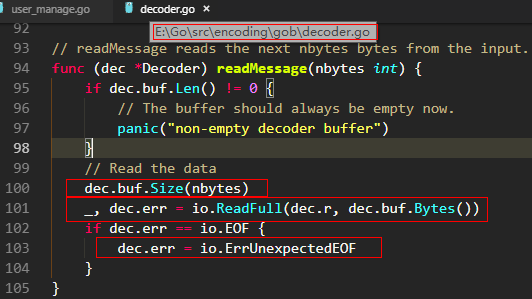 user_manage.go decoder.go ×
E:\Go\src\encoding\gob\decoder.go
92
93 // readMessage reads the next nbytes bytes from the input.
94 func (dec *Decoder) readMessage(nbytes int) {
95 if dec.buf.Len() != 0 {
96 // The buffer should always be empty now.
97 panic("non-empty decoder buffer")
98 }
99 // Read the data
100 dec.buf.Size(nbytes)
101 _, dec.err = io.ReadFull(dec.r, dec.buf.Bytes())
102 if dec.err == io.EOF {
103 dec.err = io.ErrUnexpectedEOF
104 }
105 }